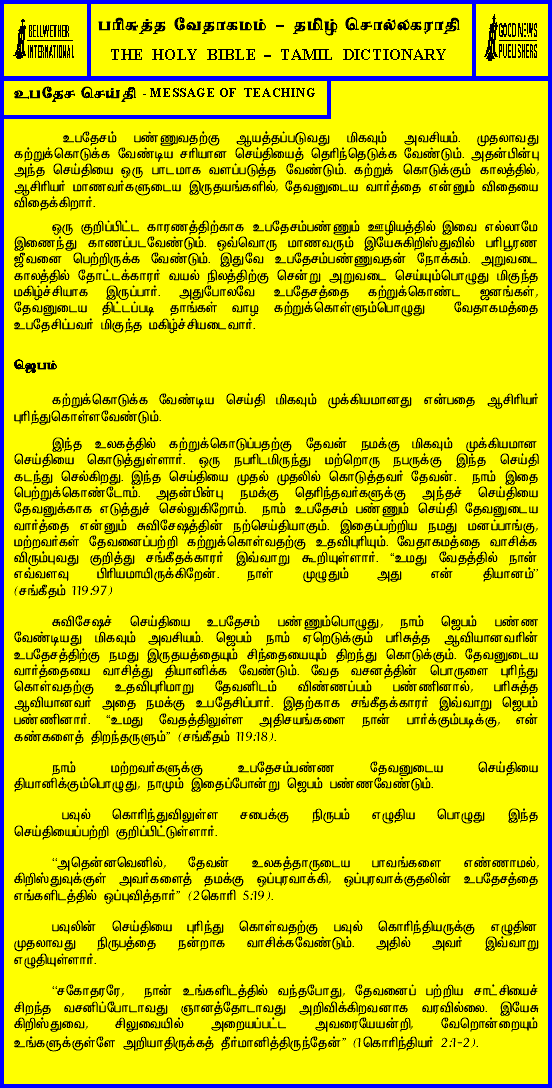 BELLWETHER
INTERNATIONAL
பரிசுத்த வேதாகமம் – தமிழ் சொல்லகராதி
THE HOLY BIBLE – TAMIL DICTIONARY
GOOD NEWS
PUBLISHERS
உபதேச செய்தி - MESSAGE OF TEACHING
உபதேசம் பண்ணுவதற்கு ஆயத்தப்படுவது மிகவும் அவசியம். முதலாவது
கற்றுக்கொடுக்க வேண்டிய சரியான செய்தியைத் தெரிந்தெடுக்க வேண்டும். அதன்பின்பு
அந்த செய்தியை ஒரு பாடமாக வளப்படுத்த வேண்டும். கற்றுக் கொடுக்கும் காலத்தில்,
ஆசிரியர் மாணவர்களுடைய இருதயங்களில், தேவனுடைய வார்த்தை என்னும் விதையை
விதைக்கிறார்.
ஒரு குறிப்பிட்ட காரணத்திற்காக உபதேசம்பண்ணும் ஊழியத்தில் இவை எல்லாமே
இணைந்து காணப்படவேண்டும். ஒவ்வொரு மாணவரும் இயேசுகிறிஸ்துவில் பரிபூரண
ஜீவனை பெற்றிருக்க வேண்டும். இதுவே உபதேசம்பண்ணுவதன் நோக்கம். அறுவடை
காலத்தில் தோட்டக்காரர் வயல் நிலத்திற்கு சென்று அறுவடை செய்யும்பொழுது மிகுந்த
மகிழ்ச்சியாக இருப்பார். அதுபோலவே உபதேசத்தை கற்றுக்கொண்ட ஜனங்கள்,
தேவனுடைய திட்டப்படி தாங்கள் வாழ கற்றுக்கொள்ளும்பொழுது வேதாகமத்தை
உபதேசிப்பவர் மிகுந்த மகிழ்ச்சியடைவார்.
ஜெபம்
கற்றுக்கொடுக்க வேண்டிய செய்தி மிகவும் முக்கியமானது என்பதை ஆசிரியர்
புரிந்துகொள்ளவேண்டும்.
இந்த உலகத்தில் கற்றுக்கொடுப்பதற்கு தேவன் நமக்கு மிகவும் முக்கியமான
செய்தியை கொடுத்துள்ளார். ஒரு நபரிடமிருந்து மற்றொரு நபருக்கு இந்த செய்தி
கடந்து செல்கிறது. இந்த செய்தியை முதல் முதலில் கொடுத்தவர் தேவன். நாம் இதை
பெற்றுக்கொண்டோம். அதன்பின்பு நமக்கு தெரிந்தவர்களுக்கு அந்தச் செய்தியை
தேவனுக்காக எடுத்துச் செல்லுகிறோம். நாம் உபதேசம் பண்ணும் செய்தி தேவனுடைய
வார்த்தை என்னும் சுவிசேஷத்தின் நற்செய்தியாகும். இதைப்பற்றிய நமது மனப்பாங்கு,
மற்றவர்கள் தேவனைப்பற்றி கற்றுக்கொள்வதற்கு உதவிபுரியும். வேதாகமத்தை வாசிக்க
விரும்புவது குறித்து சங்கீதக்காரர் இவ்வாறு கூறியுள்ளார். “உமது வேதத்தில் நான்
எவ்வளவு பிரியமாயிருக்கிறேன். நாள் முழுதும் அது என் தியானம்”
(சங்கீதம் 119:97)
சுவிசேஷச் செய்தியை உபதேசம் பண்ணும்பொழுது, நாம் ஜெபம் பண்ண
வேண்டியது மிகவும் அவசியம். ஜெபம் நாம் ஏறெடுக்கும் பரிசுத்த ஆவியானவரின்
உபதேசத்திற்கு நமது இருதயத்தையும் சிந்தையையும் திறந்து கொடுக்கும். தேவனுடைய
வார்த்தையை வாசித்து தியானிக்க வேண்டும். வேத வசனத்தின் பொருளை புரிந்து
கொள்வதற்கு உதவிபுரிமாறு தேவனிடம் விண்ணப்பம் பண்ணினால், பரிசுத்த
ஆவியானவர் அதை நமக்கு உபதேசிப்பார். இதற்காக சங்கீதக்காரர் இவ்வாறு ஜெபம்
பண்ணினார். “உமது வேதத்திலுள்ள அதிசயங்களை நான் பார்க்கும்படிக்கு, என்
கண்களைத் திறந்தருளும்” (சங்கீதம் 119:18).
நாம் மற்றவர்களுக்கு உபதேசம்பண்ண தேவனுடைய செய்தியை
தியானிக்கும்பொழுது, நாமும் இதைப்போன்று ஜெபம் பண்ணவேண்டும்.
பவுல் கொரிந்துவிலுள்ள சபைக்கு நிருபம் எழுதிய பொழுது இந்த
செய்தியைப்பற்றி குறிப்பிட்டுள்ளார்.
“அதென்னவெனில், தேவன் உலகத்தாருடைய பாவங்களை எண்ணாமல்,
கிறிஸ்துவுக்குள் அவர்களைத் தமக்கு ஒப்புரவாக்கி, ஒப்புரவாக்குதலின் உபதேசத்தை
எங்களிடத்தில் ஒப்புவித்தார்” (2கொரி 5:19).
பவுலின் செய்தியை புரிந்து கொள்வதற்கு பவுல் கொரிந்தியருக்கு எழுதின
முதலாவது நிருபத்தை நன்றாக வாசிக்கவேண்டும். அதில் அவர் இவ்வாறு
எழுதியுள்ளார்.
“சகோதரரே, நான் உங்களிடத்தில் வந்தபோது, தேவனைப் பற்றிய சாட்சியைச்
சிறந்த வசனிப்போடாவது ஞானத்தோடாவது அறிவிக்கிறவனாக வரவில்லை. இயேசு
கிறிஸ்துவை, சிலுவையில் அறையப்பட்ட அவரையேயன்றி, வேறொன்றையும்
உங்களுக்குள்ளே அறியாதிருக்கத் தீர்மானித்திருந்தேன்” (1கொரிந்தியர் 2:1-2).